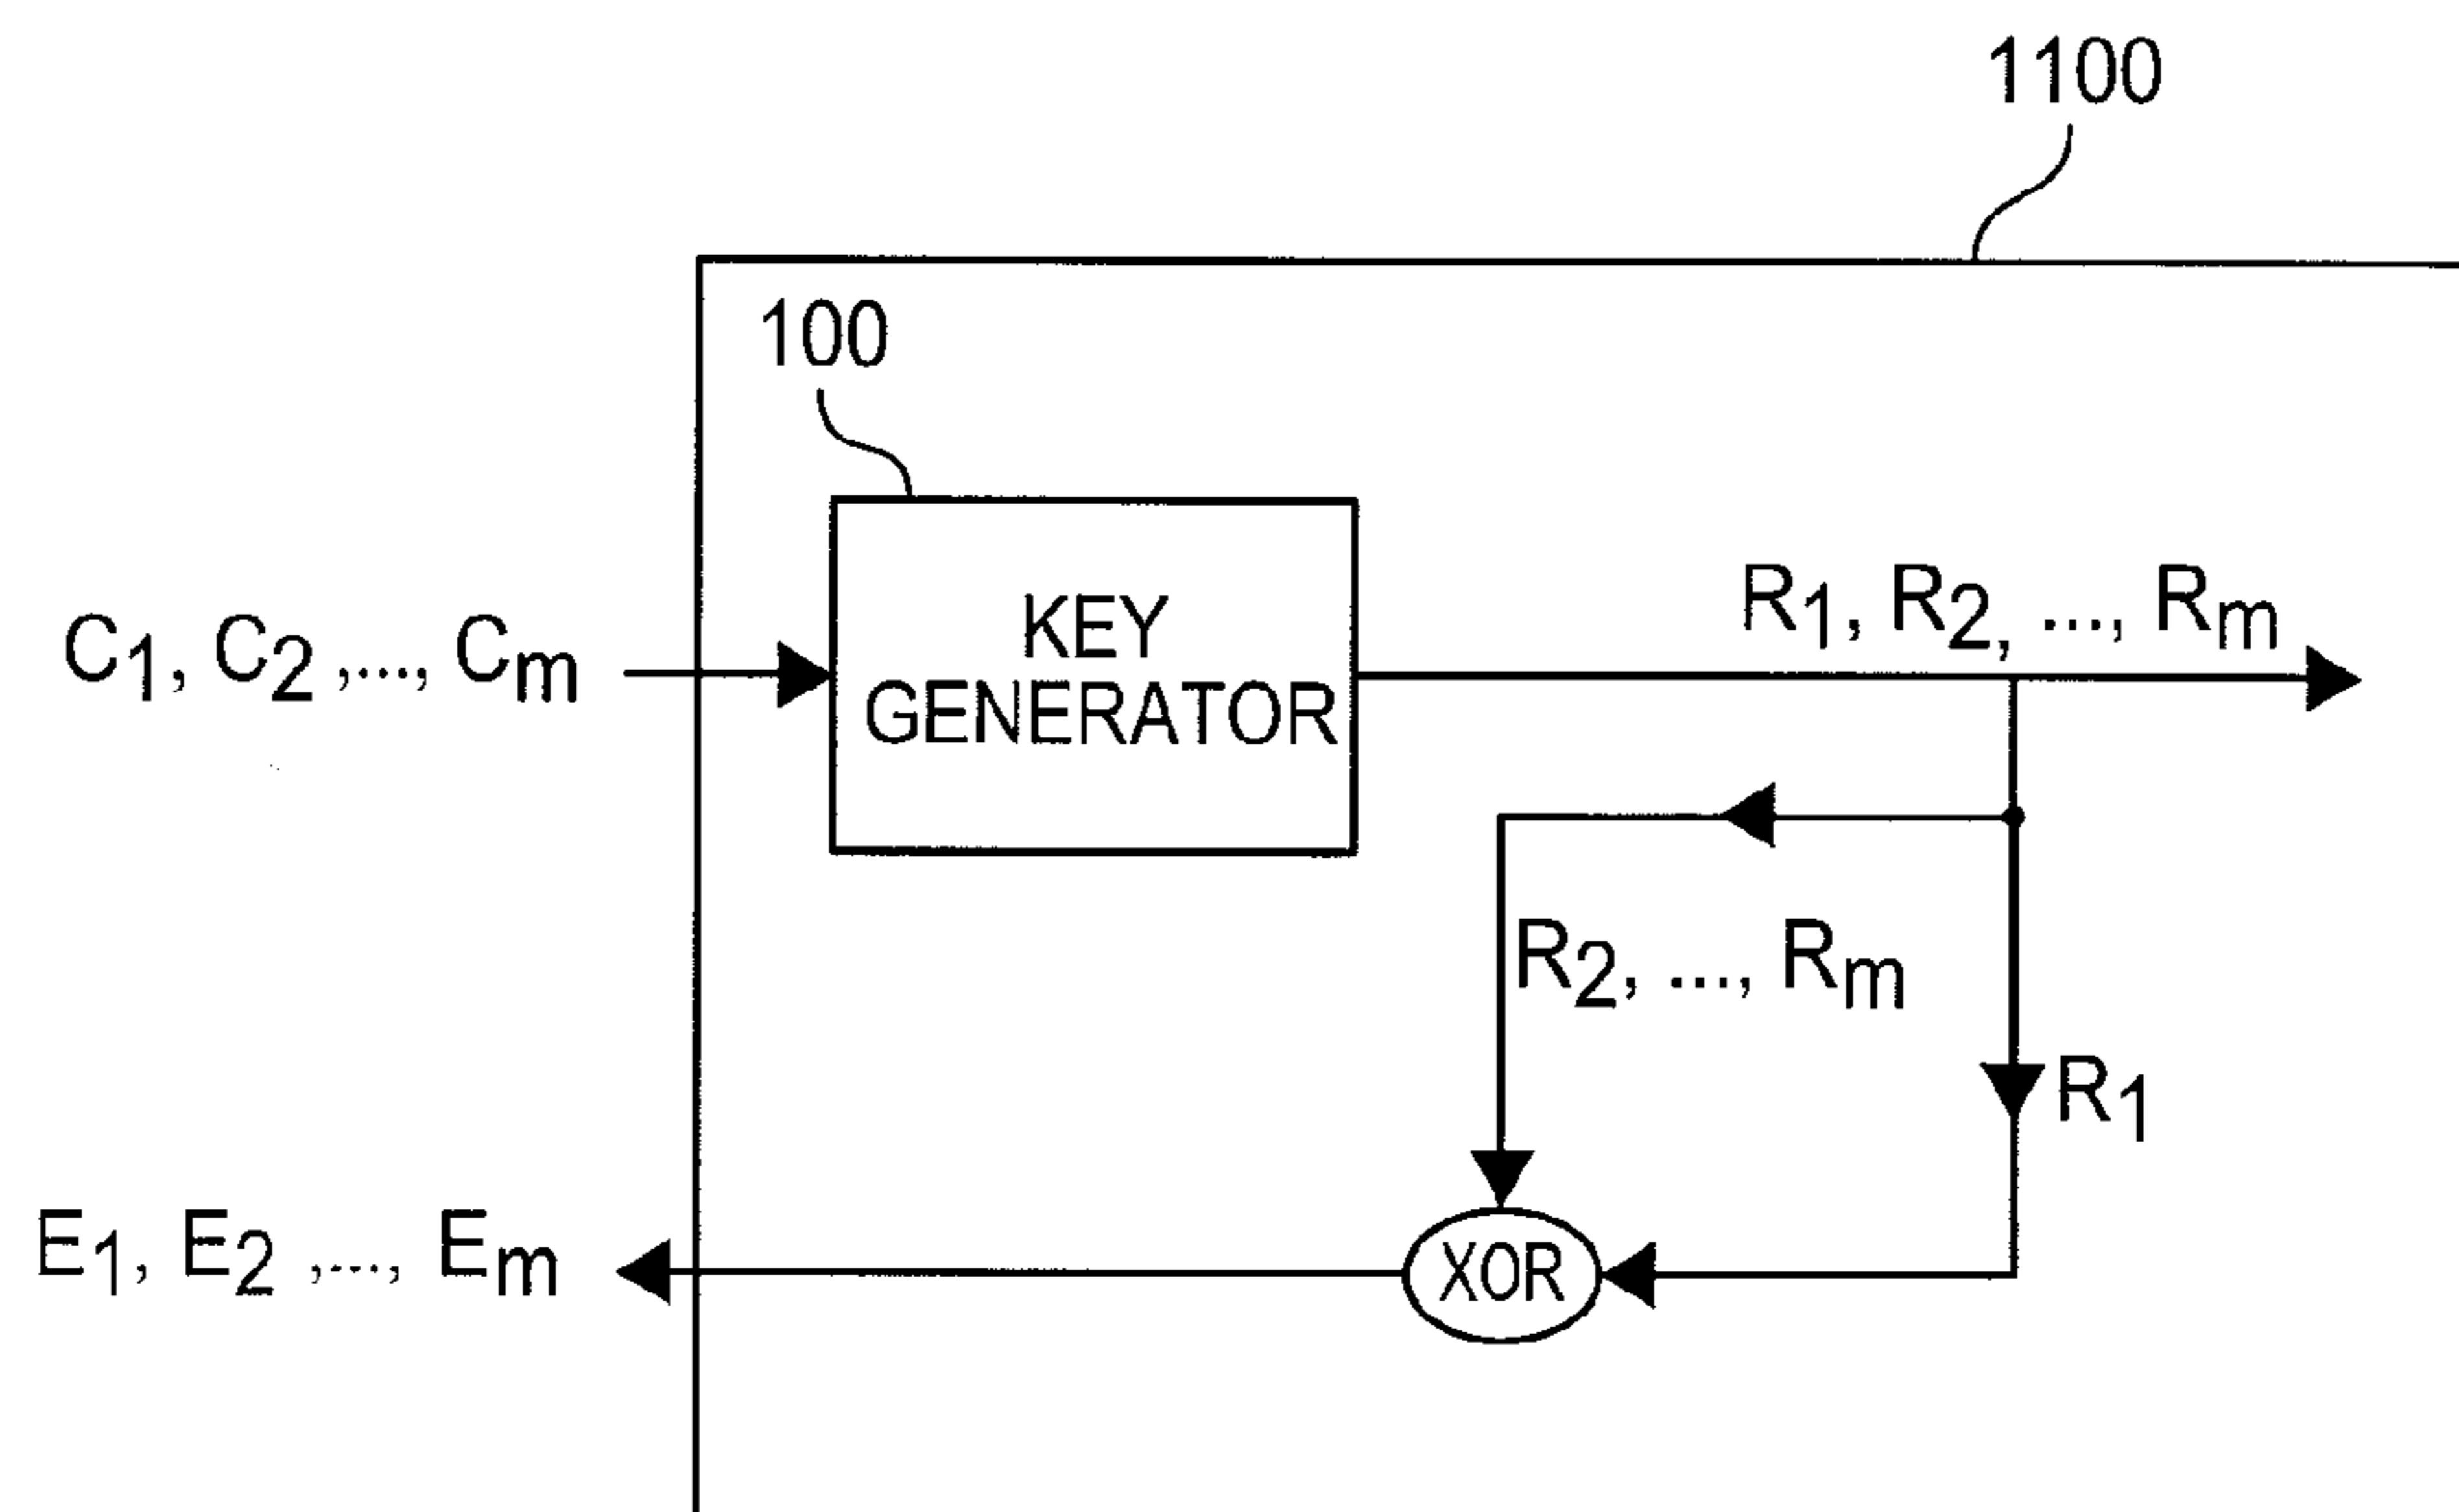 1100
100
KEY
GENERATOR
C1, C2 ,..., Cm
R1, R2, ..., Rm
R2, ..., Rm
R1
XOR
E1, E2 ,..., Em